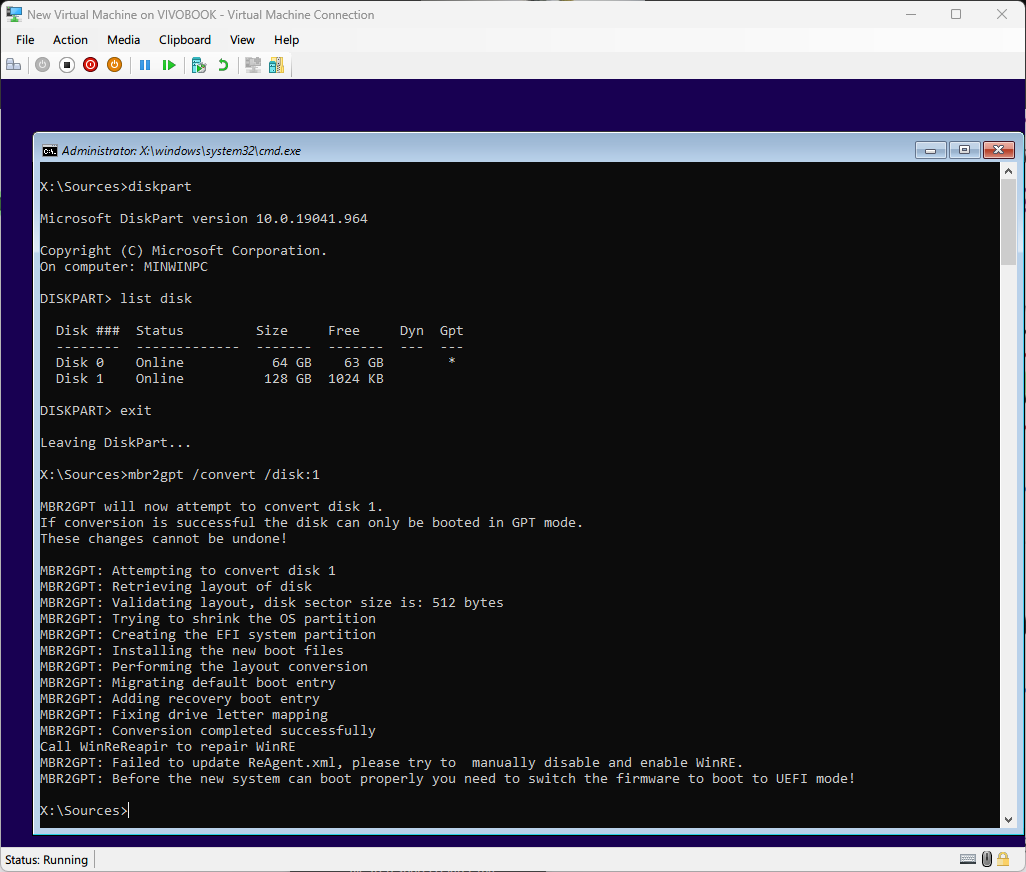 New Virtual Machine on VIVOBOOK - Virtual Machine Connection
File Action Media Clipboard View Help
Administrator: X:\windows\system32\cmd.exe
X:\Sources>diskpart
Microsoft DiskPart version 10.0.19041.964
Copyright (C) Microsoft Corporation.
On computer: MINWINPC
DISKPART> list disk
Disk ### Status Size Free Dyn Gpt
-------- ------------- ------- ------- --- ---
Disk 0 Online 64 GB 63 GB *
Disk 1 Online 128 GB 1024 KB
DISKPART> exit
Leaving DiskPart...
X:\Sources>mbr2gpt /convert /disk:1
MBR2GPT will now attempt to convert disk 1.
If conversion is successful the disk can only be booted in GPT mode.
These changes cannot be undone!
MBR2GPT: Attempting to convert disk 1
MBR2GPT: Retrieving layout of disk
MBR2GPT: Validating layout, disk sector size is: 512 bytes
MBR2GPT: Trying to shrink the OS partition
MBR2GPT: Creating the EFI system partition
MBR2GPT: Installing the new boot files
MBR2GPT: Performing the layout conversion
MBR2GPT: Migrating default boot entry
MBR2GPT: Adding recovery boot entry
MBR2GPT: Fixing drive letter mapping
MBR2GPT: Conversion completed successfully
Call WinReReapir to repair WinRE
MBR2GPT: Failed to update ReAgent.xml, please try to  manually disable and enable WinRE.
MBR2GPT: Before the new system can boot properly you need to switch the firmware to boot to UEFI mode!
X:\Sources>
Status: Running